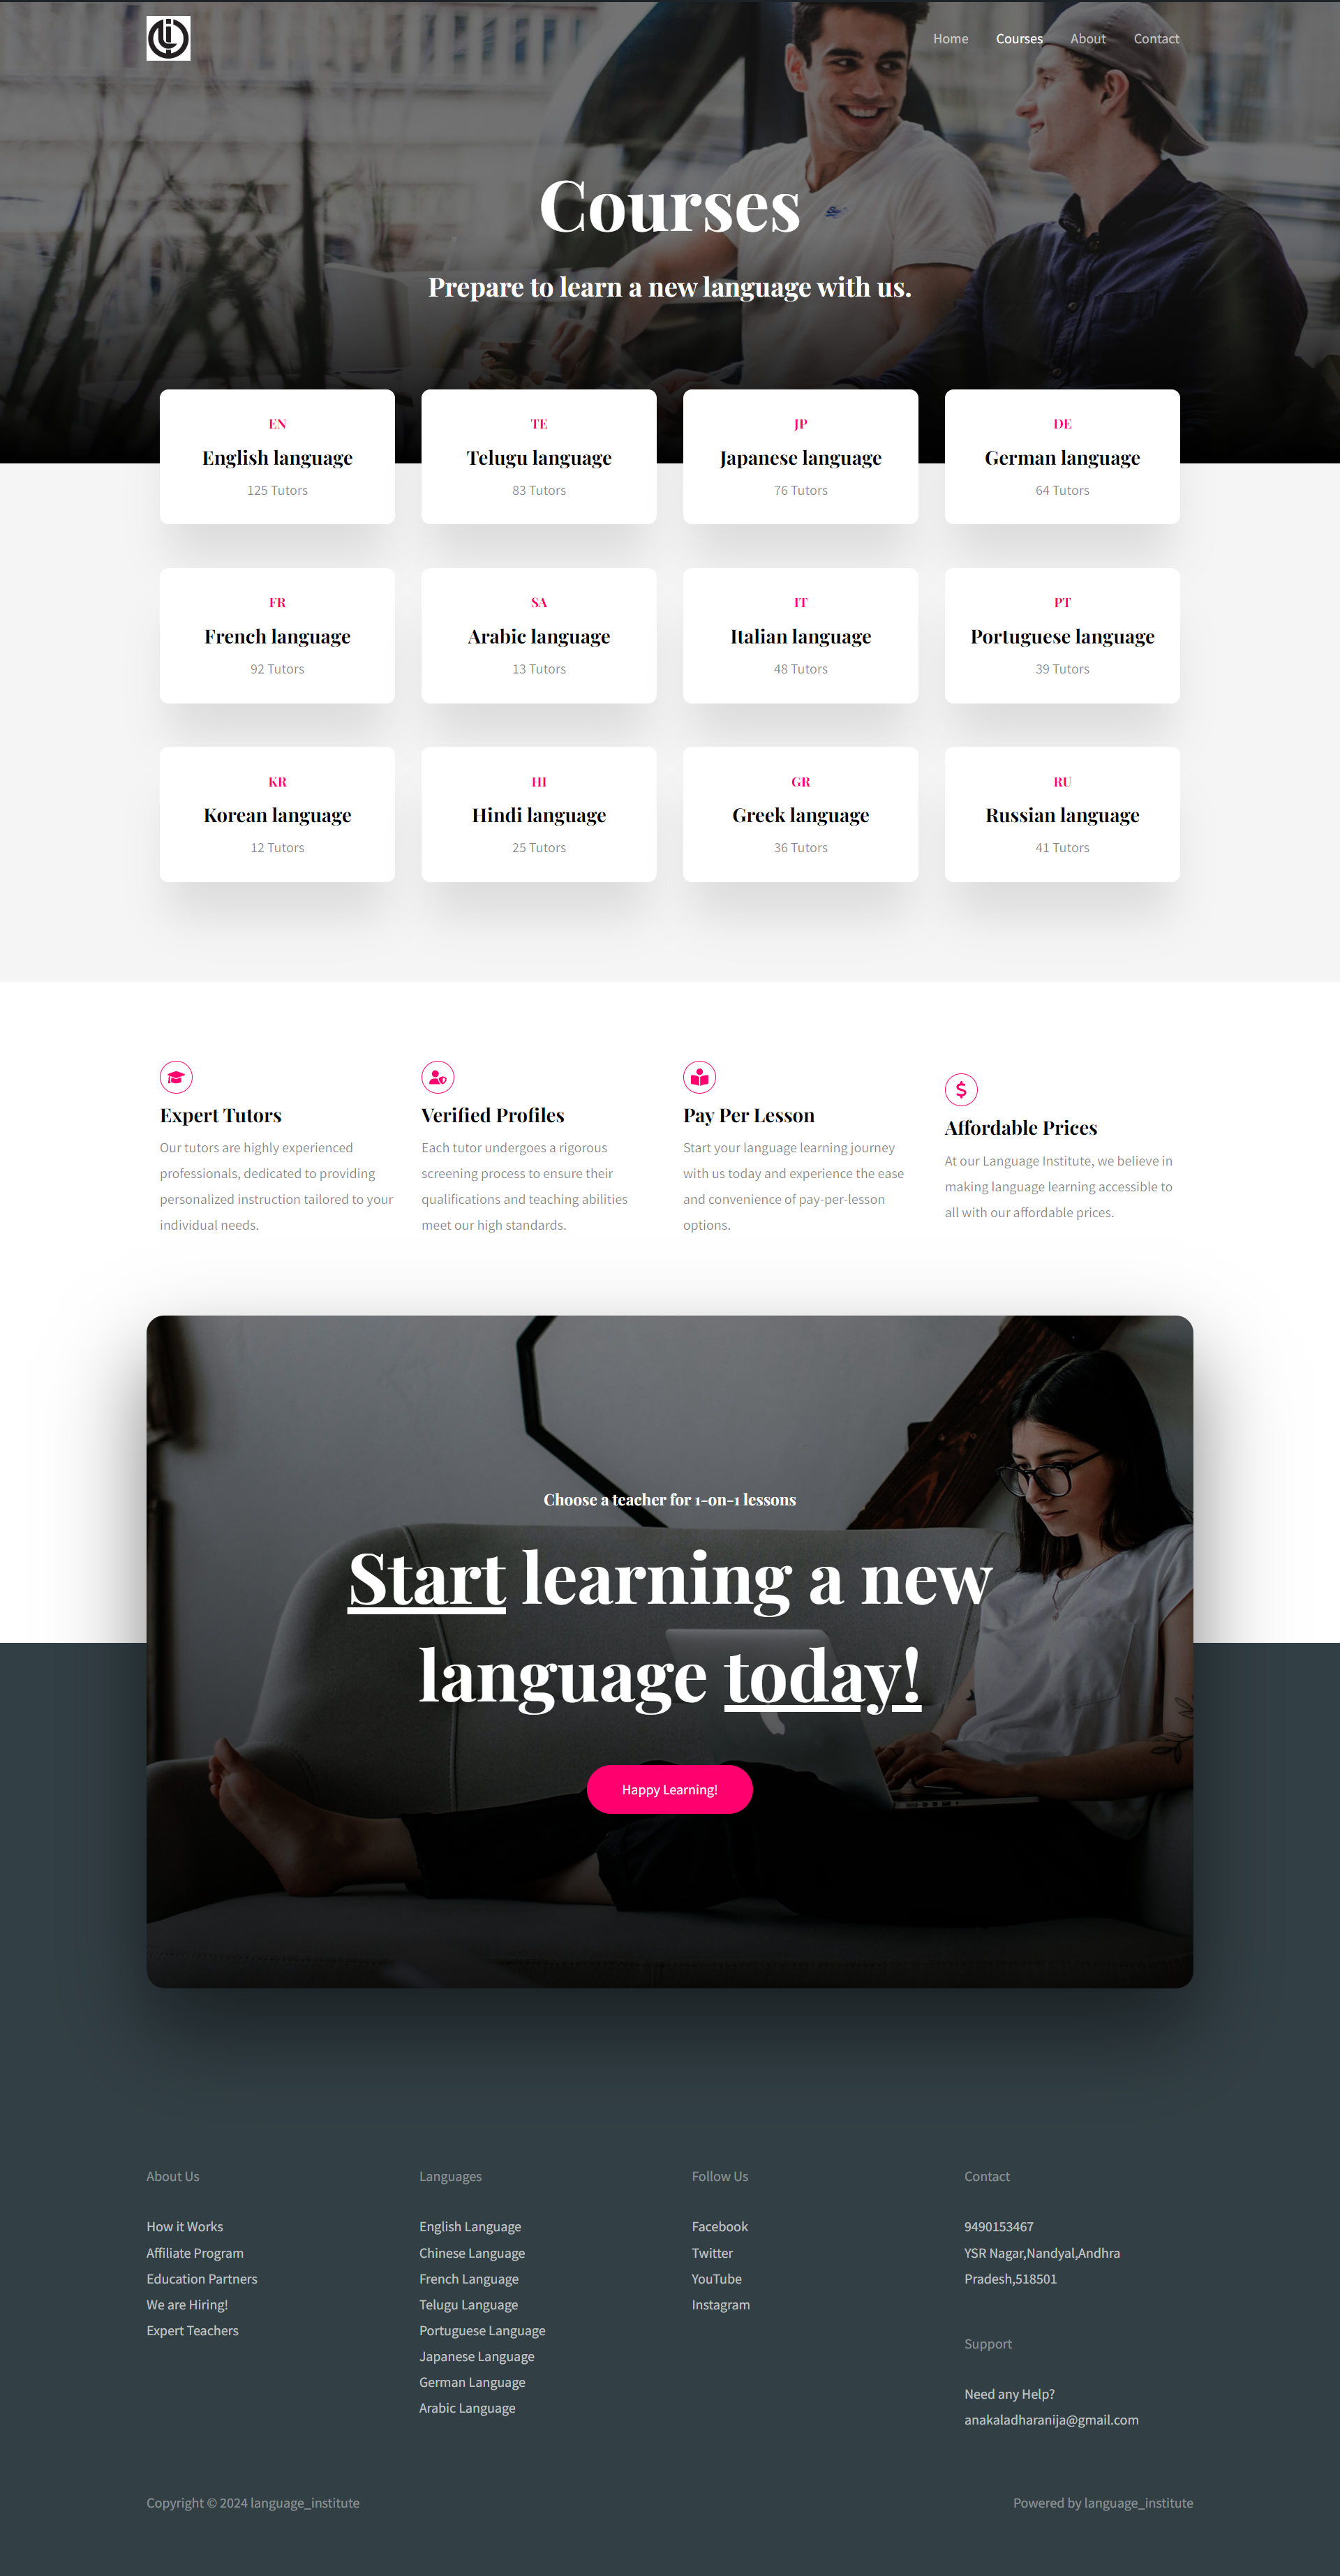 Home
Courses
About
Contact
Courses
Prepare to learn a new language with us.
EN
English language
125 Tutors
TE
Telugu language
83 Tutors
JP
Japanese language
76 Tutors
DE
German language
64 Tutors
FR
French language
92 Tutors
SA
Arabic language
13 Tutors
IT
Italian language
48 Tutors
PT
Portuguese language
39 Tutors
KR
Korean language
12 Tutors
HI
Hindi language
25 Tutors
GR
Greek language
36 Tutors
RU
Russian language
41 Tutors
Expert Tutors
Our tutors are highly experienced
professionals, dedicated to providing
personalized instruction tailored to your
individual needs.
Verified Profiles
Each tutor undergoes a rigorous
screening process to ensure their
qualifications and teaching abilities
meet our high standards.
Pay Per Lesson
Start your language learning journey
with us today and experience the ease
and convenience of pay-per-lesson
options.
Affordable Prices
At our Language Institute, we believe in
making language learning accessible to
all with our affordable prices.
Choose a teacher for 1-on-1 lessons
Start learning a new
language today!
Happy Learning!
About Us
How it Works
Affiliate Program
Education Partners
We are Hiring!
Expert Teachers
Languages
English Language
Chinese Language
French Language
Telugu Language
Portuguese Language
Japanese Language
German Language
Arabic Language
Follow Us
Facebook
Twitter
YouTube
Instagram
Contact
9490153467
YSR Nagar,Nandyal,Andhra
Pradesh,518501
Support
Need any Help?
anakaladharanija@gmail.com
Copyright © 2024 language_institute
Powered by language_institute